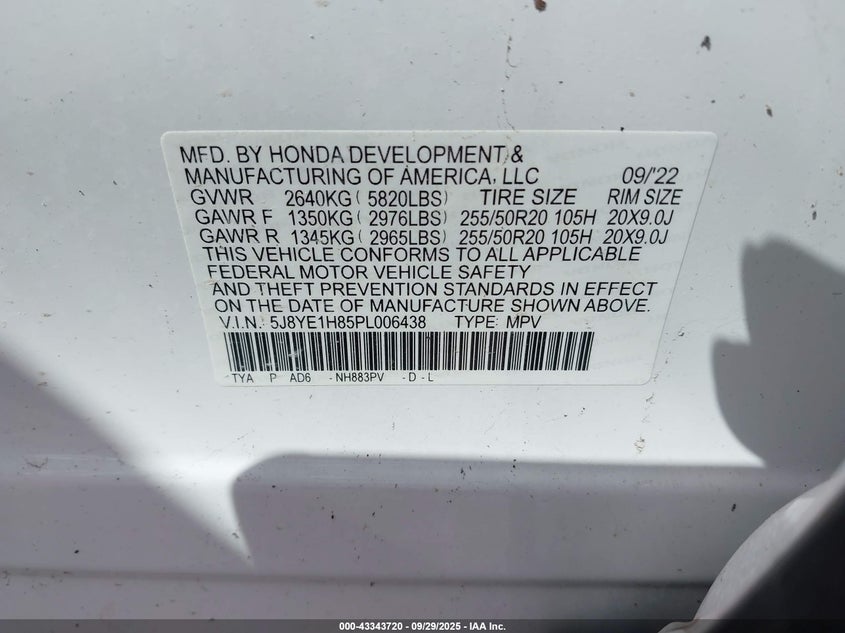 MFD. BY HONDA DEVELOPMENT &
MANUFACTURING OF AMERICA, LLC 09/'22
GVWR 2640KG ( 5820LBS) TIRE SIZE RIM SIZE
GAWR F 1350KG ( 2976LBS) 255/50R20 105H 20X9.0J
GAWR R 1345KG ( 2965LBS) 255/50R20 105H 20X9.0J
THIS VEHICLE CONFORMS TO ALL APPLICABLE
FEDERAL MOTOR VEHICLE SAFETY
AND THEFT PREVENTION STANDARDS IN EFFECT
ON THE DATE OF MANUFACTURE SHOWN ABOVE.
V.I.N.: 5J8YE1H85PL006438 TYPE: MPV
TYA P AD6 -NH883PV -D -L
000-43343720 | 09/29/2025 | IAA Inc.